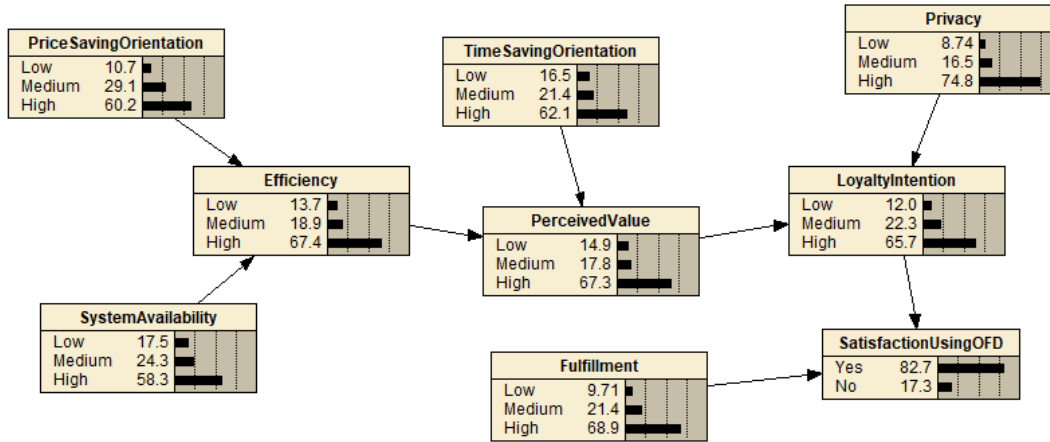 PriceSavingOrientation
Low 10.7
Medium 29.1
High 60.2
TimeSavingOrientation
Low 16.5
Medium 21.4
High 62.1
Privacy
Low 8.74
Medium 16.5
High 74.8
Efficiency
Low 13.7
Medium 18.9
High 67.4
PerceivedValue
Low 14.9
Medium 17.8
High 67.3
LoyaltyIntention
Low 12.0
Medium 22.3
High 65.7
SystemAvailability
Low 17.5
Medium 24.3
High 58.3
Fulfillment
Low 9.71
Medium 21.4
High 68.9
SatisfactionUsingOFD
Yes 82.7
No 17.3